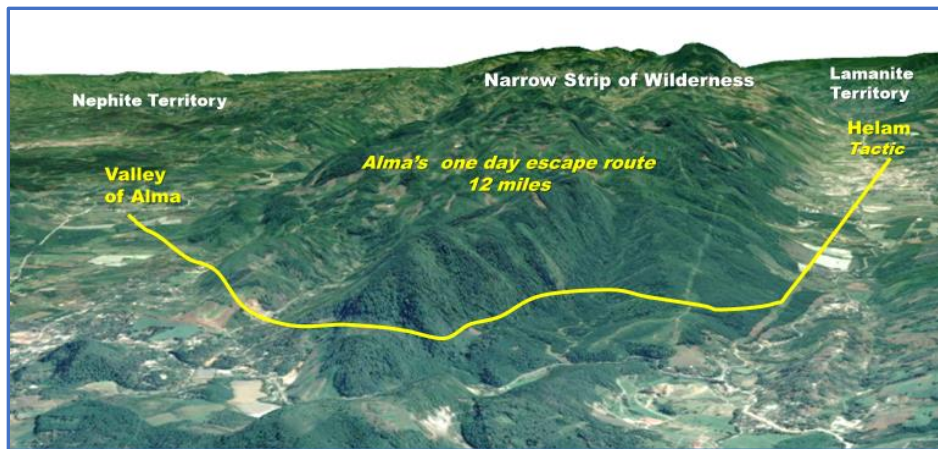 Narrow Strip of Wilderness
Nephite Territory
Lamanite
Territory
Helam
Tactic
Alma's one day escape route
12 miles
Valley
of Alma